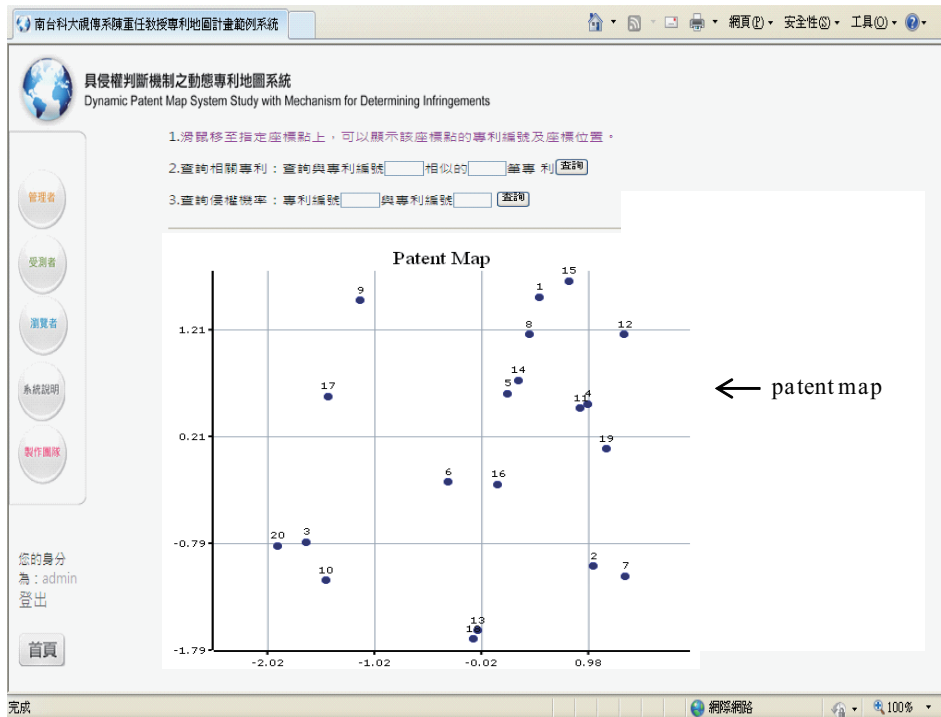 南台科大視傳系陳重任教授專利地圖計畫範例系統
網頁(P) 安全性(S) 工具(O)
具侵權判斷機制之動態專利地圖系統
Dynamic Patent Map System Study with Mechanism for Determining Infringements
1.滑鼠移至指定座標點上，可以顯示該座標點的專利編號及座標位置。
2.查詢相關專利：查詢與專利編號 相似的 筆專 利 查詢
3.查詢侵權機率：專利編號 與專利編號 查詢
管理者
受測者
瀏覽者
系統說明
製作團隊
您的身分
為：admin
登出
首頁
Patent Map
15
9
1
1.21
8
12
14
17
5
4
11
patent map
0.21
19
6
16
-0.79
20
3
2
10
7
13
-1.79
-2.02
-1.02
-0.02
0.98
完成
網際網路
100%